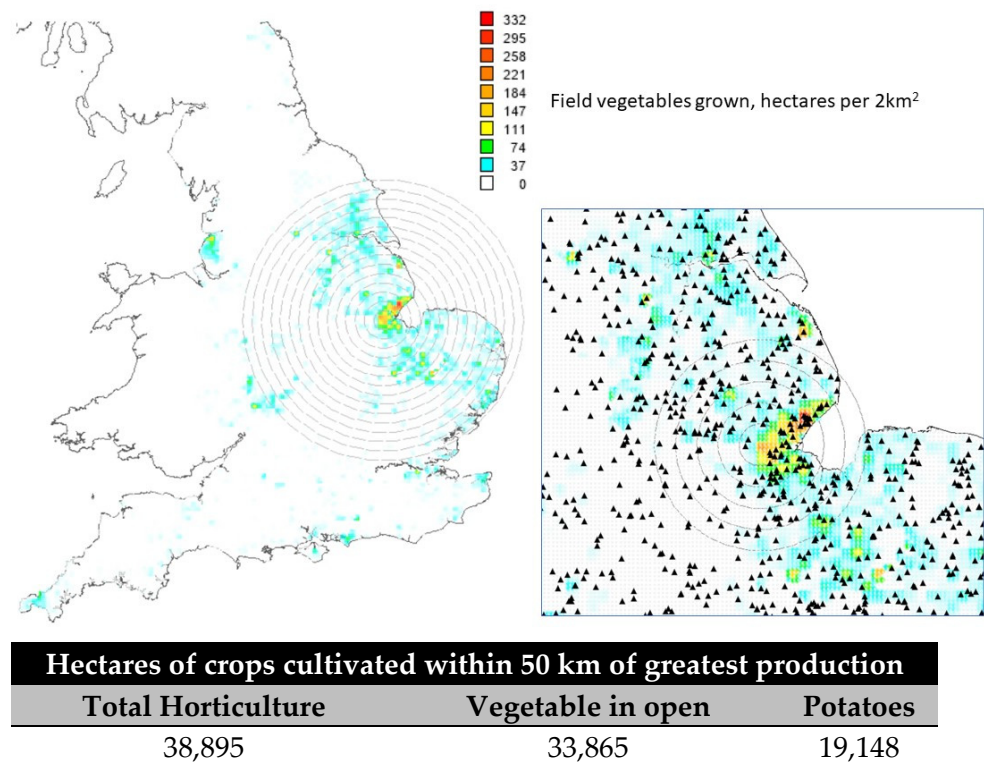 332
295
258
221
184
147
111
74
37
0
Field vegetables grown, hectares per 2km²
Hectares of crops cultivated within 50 km of greatest production
Total Horticulture Vegetable in open Potatoes
38,895 33,865 19,148